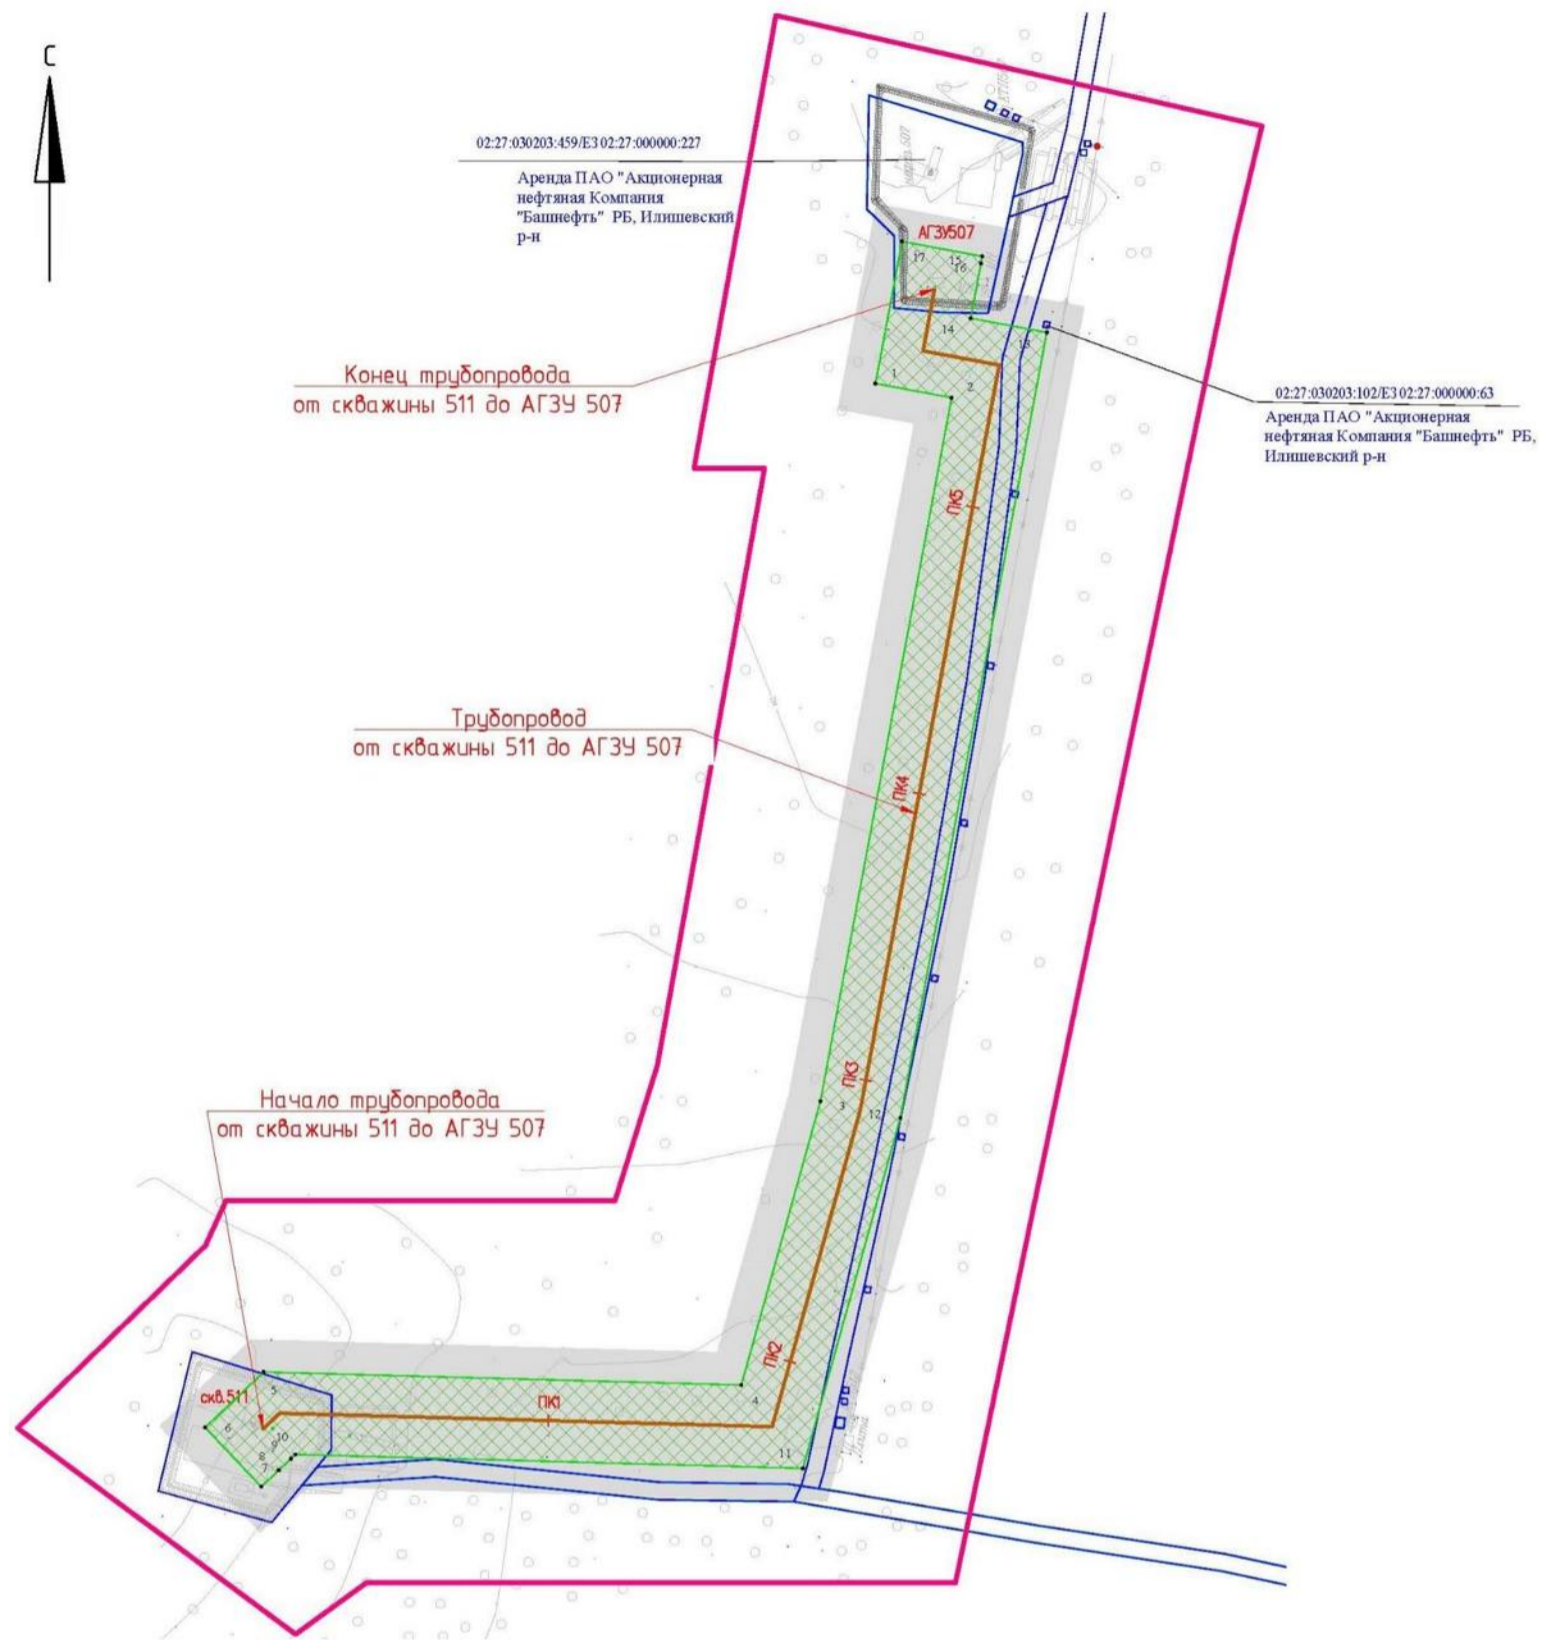 С
02:27:030203:459/ЕЗ 02:27:000000:227
Аренда ПАО "Акционерная
нефтяная Компания
"Башнефть" РБ, Илишевский
р-н
АГЗУ507
17
15
16
14
13
1
2
Конец трубопровода
от скважины 511 до АГЗУ 507
02:27:030203:102/ЕЗ 02:27:000000:63
Аренда ПАО "Акционерная
нефтяная Компания "Башнефть" РБ,
Илишевский р-н
ПК5
Трубопровод
от скважины 511 до АГЗУ 507
ПК4
ПК3
3
12
Начало трубопровода
от скважины 511 до АГЗУ 507
ПК2
5
скв.511
ПК1
4
6
10
9
8
7
11